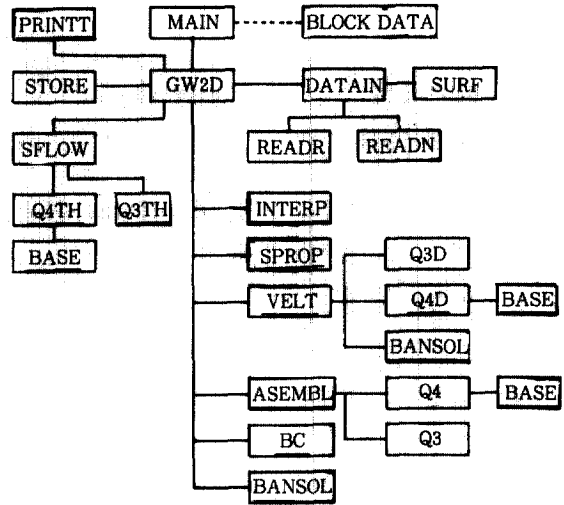 PRINTT
MAIN
BLOCK DATA
STORE
GW2D
DATAIN
SURF
SFLOW
READR
READN
Q4TH
Q3TH
INTERP
BASE
SPROP
Q3D
VELT
Q4D
BASE
BANSOL
ASEMBL
Q4
BASE
BC
Q3
BANSOL